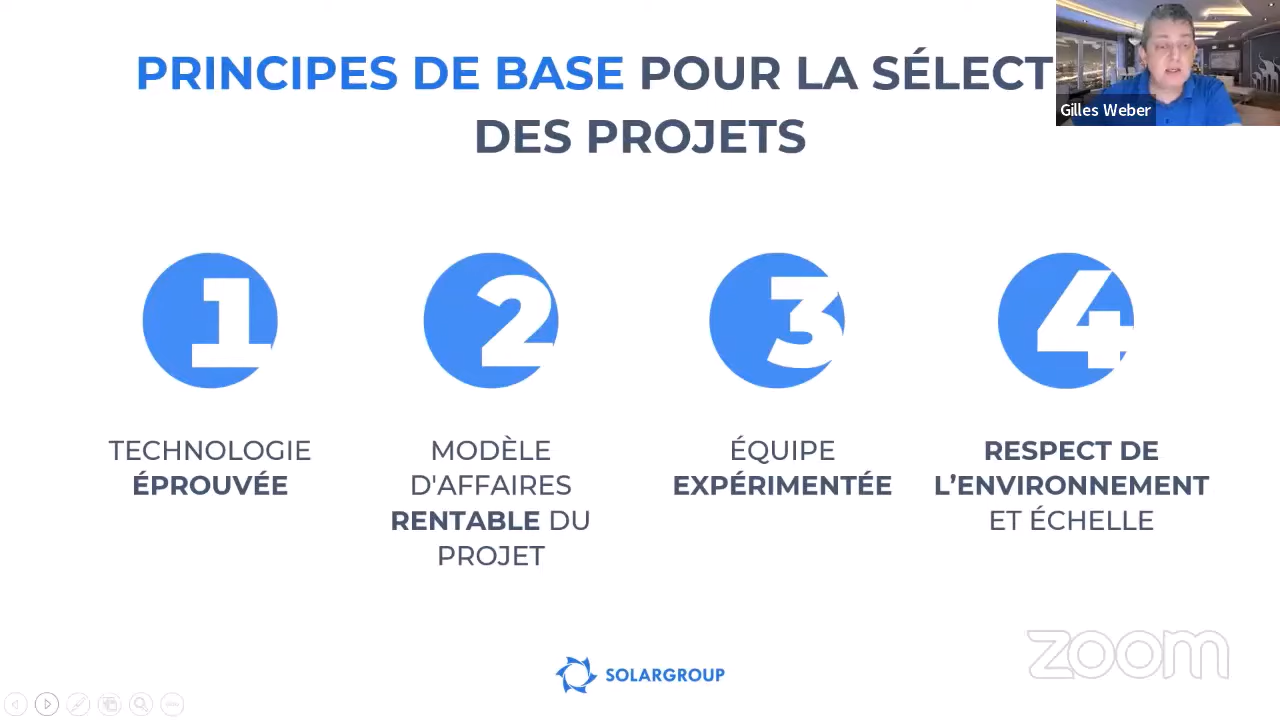 PRINCIPES DE BASE POUR LA SÉLECT
DES PROJETS
Gilles Weber
1
2
3
4
TECHNOLOGIE
ÉPROUVÉE
MODÈLE
D'AFFAIRES
RENTABLE DU
PROJET
ÉQUIPE
EXPÉRIMENTÉE
RESPECT DE
L’ENVIRONNEMENT
ET ÉCHELLE
SOLARGROUP
zoom